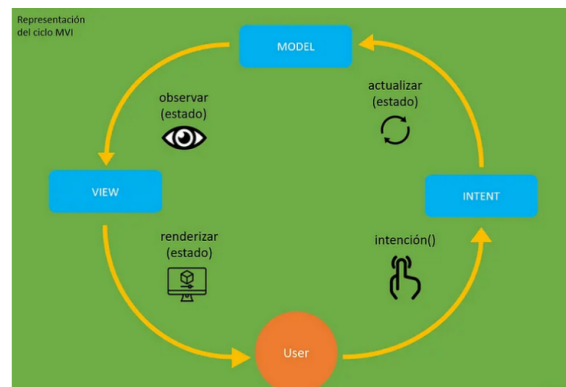 Representación
del ciclo MVI
MODEL
observar
(estado)
actualizar
(estado)
VIEW
INTENT
renderizar
(estado)
intención()
User